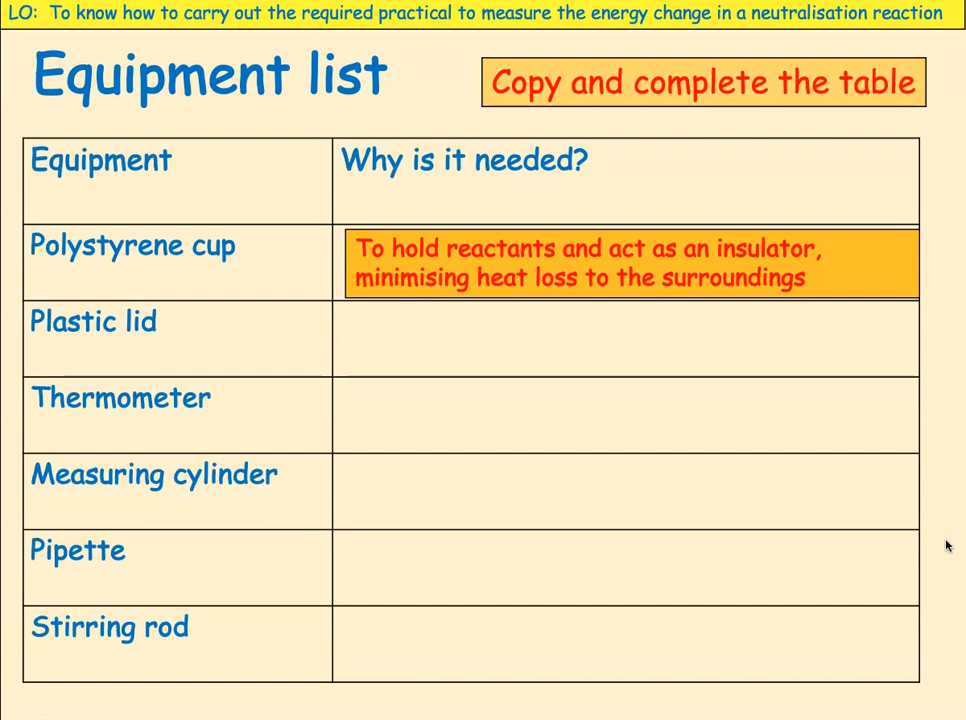 LO: To know how to carry out the required practical to measure the energy change in a neutralisation reaction
Equipment list
Copy and complete the table
Equipment
Why is it needed?
Polystyrene cup
To hold reactants and act as an insulator,
minimising heat loss to the surroundings
Plastic lid
Thermometer
Measuring cylinder
Pipette
Stirring rod